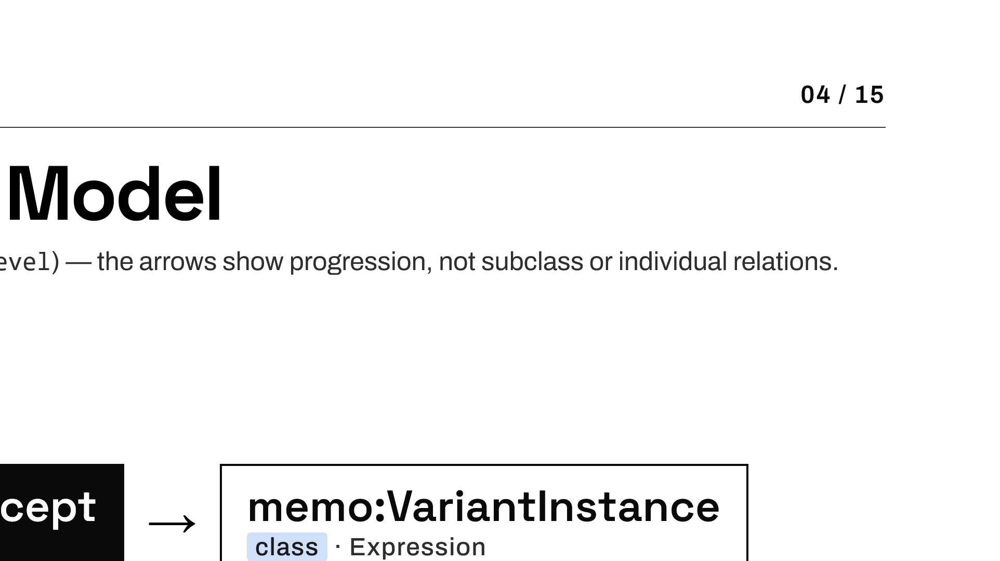 04 / 15
Model
evel) — the arrows show progression, not subclass or individual relations.
cept → memo:VariantInstance
class · Expression